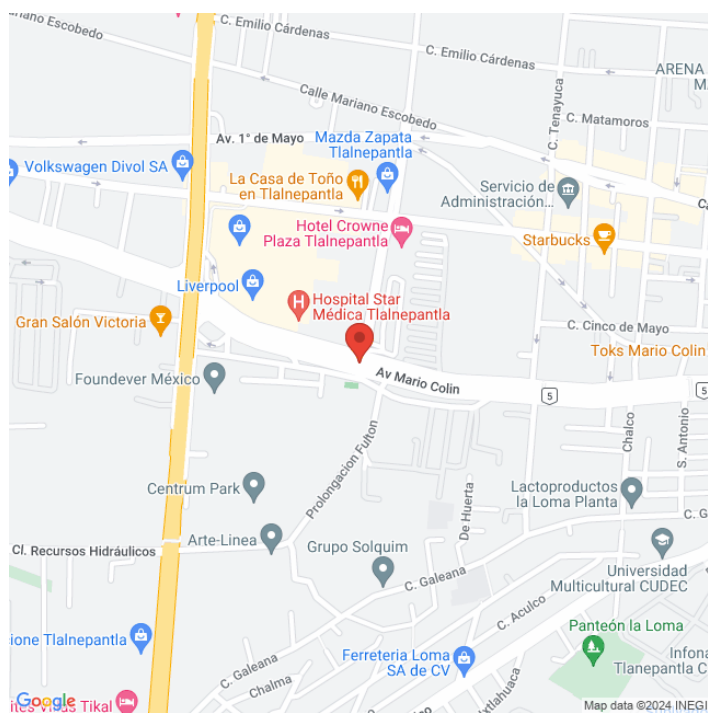 C. Emilio Cárdenas
Mariano Escobedo
C. Emilio Cárdenas
ARENA
Calle Mariano Escobedo
C. Tenayuca
C. Matamoros
Av. 1° de Mayo
Mazda Zapata
Tlalnepantla
Volkswagen Divol SA
La Casa de Toño
en Tlalnepantla
Servicio de
Administración...
Hotel Crowne
Plaza Tlalnepantla
Starbucks
Liverpool
Hospital Star
Médica Tlalnepantla
Gran Salón Victoria
C. Cinco de Mayo
Toks Mario Colin
Av Mario Colin
5
5
Foundever México
Chalco
S. Antonio
Prolongacion Fulton
Centrum Park
Lactoproductos
la Loma Planta
De Huerta
Arte-Linea
Cl. Recursos Hidráulicos
Grupo Solquim
C. Galeana
Universidad
Multicultural CUDEC
C. Aculco
Panteón la Loma
ione Tlalnepantla
Ferreteria Loma
SA de CV
Infona
Tlanepantla C
C. Galeana
Chalma
Ixtlahuaca
Tikal
Google
Map data ©2024 INEGI